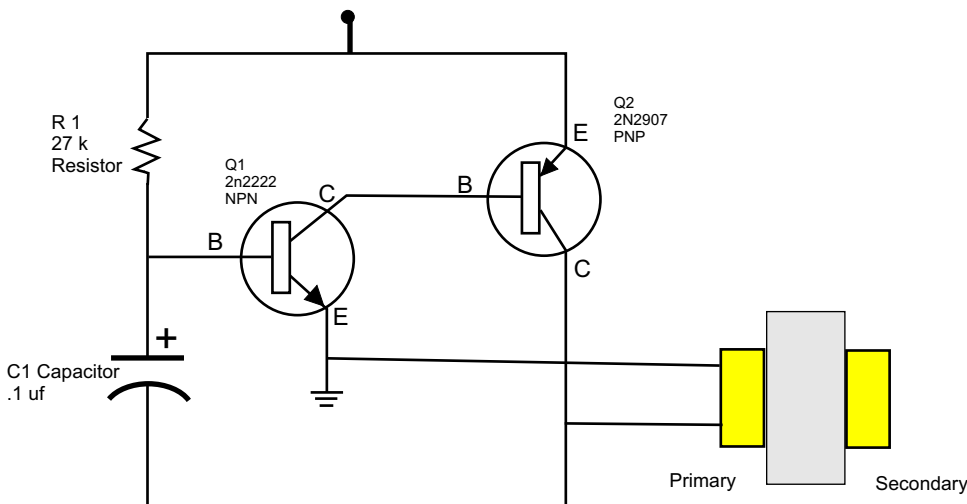 R 1
27 k
Resistor
Q1
2n2222
NPN
C
B
E
Q2
2N2907
PNP
E
B
C
+
C1 Capacitor
.1 uf
Primary
Secondary